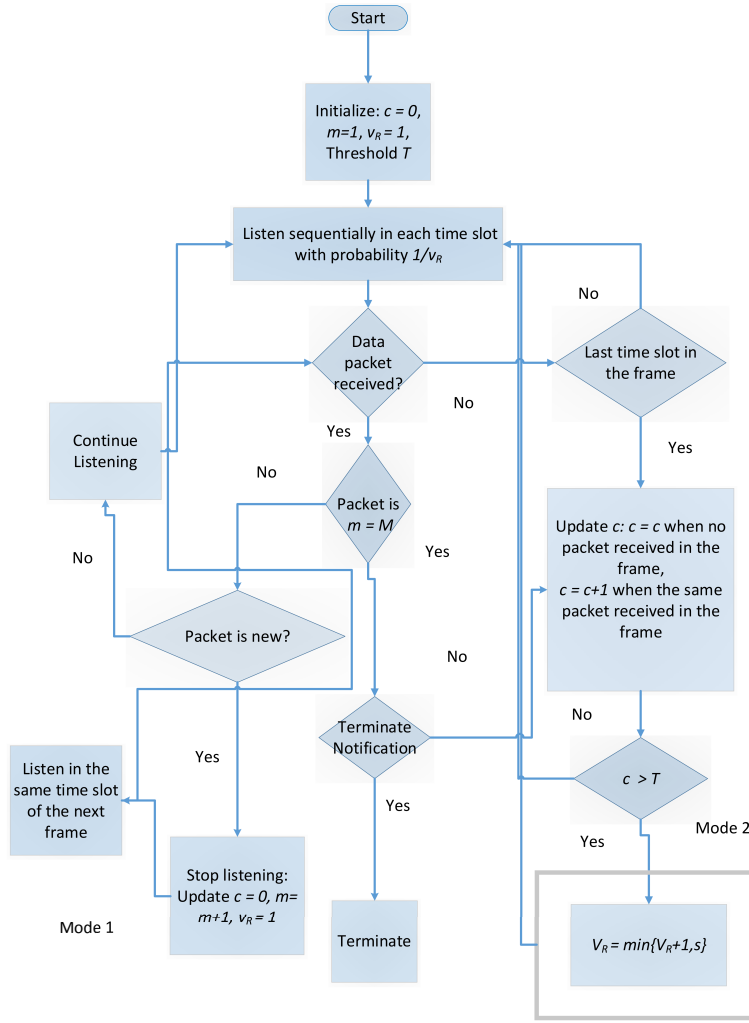 Start
Initialize: c = 0,
m=1, vR = 1,
Threshold T
Listen sequentially in each time slot
with probability 1/vR
No
Data
packet
received?
Last time slot in
the frame
No
Yes
Continue
Listening
No
Yes
Packet is
m = M
Yes
Update c: c = c when no
packet received in the
frame,
c = c+1 when the same
packet received in the
frame
No
Packet is new?
No
Terminate
Notification
No
Yes
Listen in the
same time slot
of the next
frame
c > T
Yes
Mode 2
Yes
Stop listening:
Update c = 0, m=
m+1, vR = 1
Mode 1
Terminate
VR = min{VR+1,s}